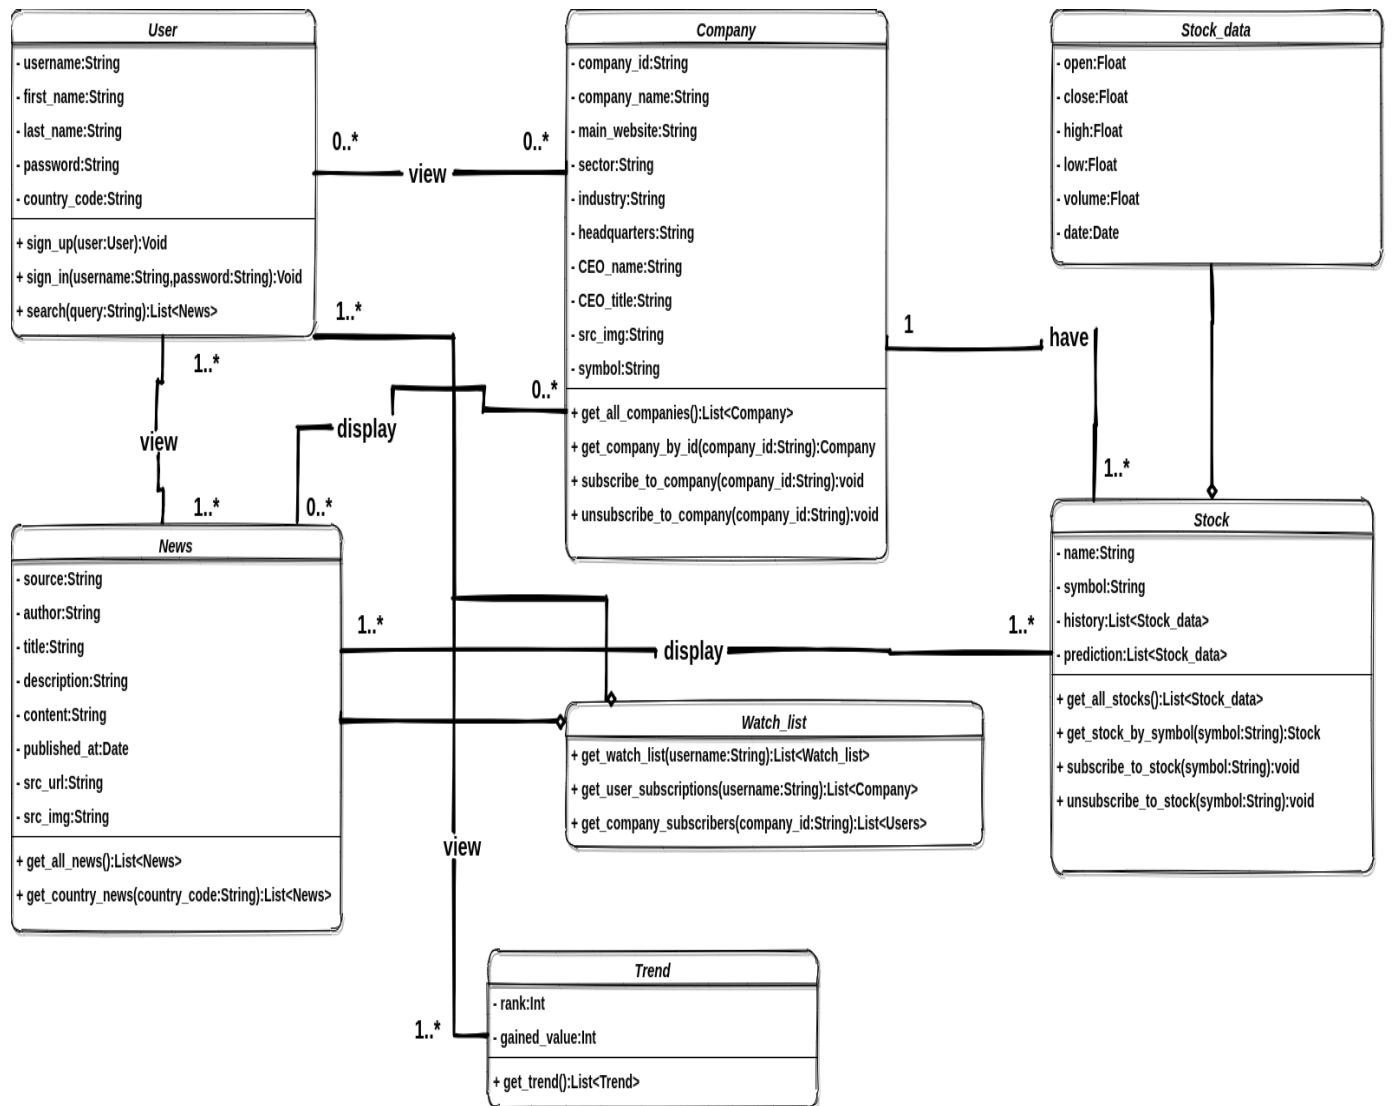 User
- username:String
- first_name:String
- last_name:String
- password:String
- country_code:String
+ sign_up(user:User):Void
+ sign_in(username:String,password:String):Void
+ search(query:String):List<News>
0..*
view
0..*
Company
- company_id:String
- company_name:String
- main_website:String
- sector:String
- industry:String
- headquarters:String
- CEO_name:String
- CEO_title:String
- src_img:String
- symbol:String
+ get_all_companies():List<Company>
+ get_company_by_id(company_id:String):Company
+ subscribe_to_company(company_id:String):void
+ unsubscribe_to_company(company_id:String):void
Stock_data
- open:Float
- close:Float
- high:Float
- low:Float
- volume:Float
- date:Date
1
have
1..*
1..*
1..*
view
1..*
0..*
display
0..*
News
- source:String
- author:String
- title:String
- description:String
- content:String
- published_at:Date
- src_url:String
- src_img:String
+ get_all_news():List<News>
+ get_country_news(country_code:String):List<News>
1..*
display
1..*
Stock
- name:String
- symbol:String
- history:List<Stock_data>
- prediction:List<Stock_data>
+ get_all_stocks():List<Stock_data>
+ get_stock_by_symbol(symbol:String):Stock
+ subscribe_to_stock(symbol:String):void
+ unsubscribe_to_stock(symbol:String):void
Watch_list
+ get_watch_list(username:String):List<Watch_list>
+ get_user_subscriptions(username:String):List<Company>
+ get_company_subscribers(company_id:String):List<Users>
view
1..*
Trend
- rank:Int
- gained_value:Int
+ get_trend():List<Trend>